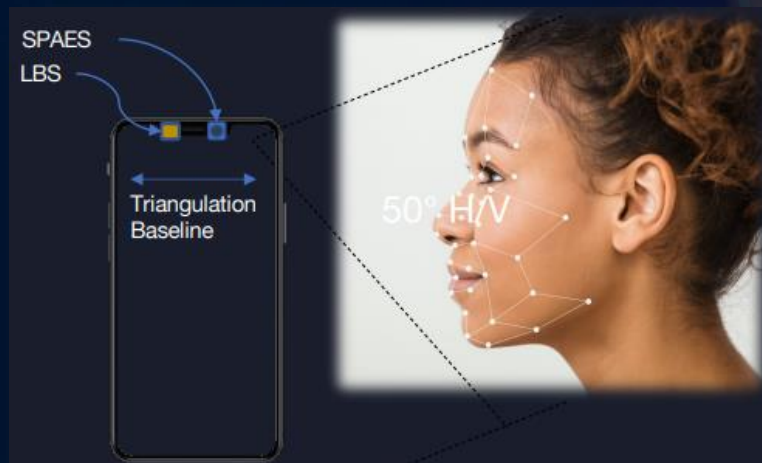 SPAES
LBS
Triangulation
Baseline
50° H/V